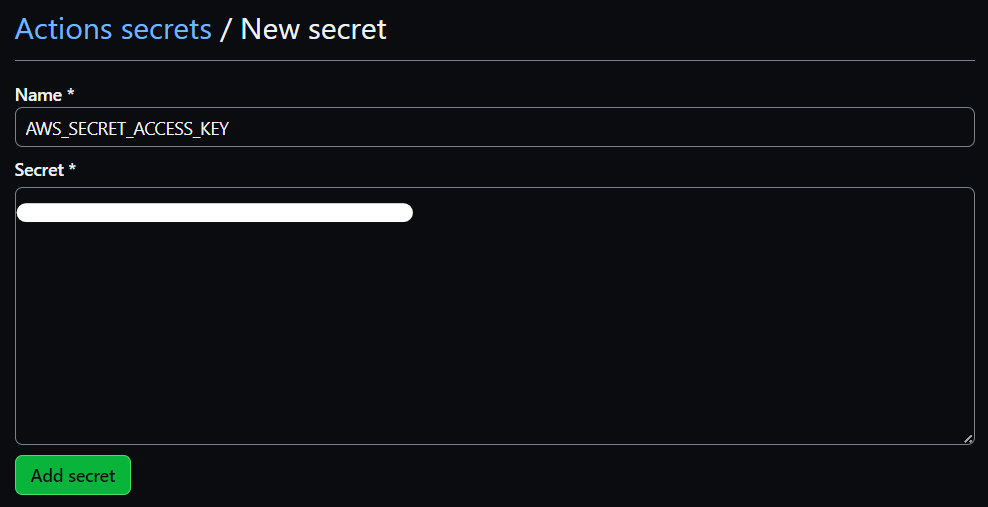 Actions secrets / New secret
Name *
AWS_SECRET_ACCESS_KEY
Secret *
Add secret